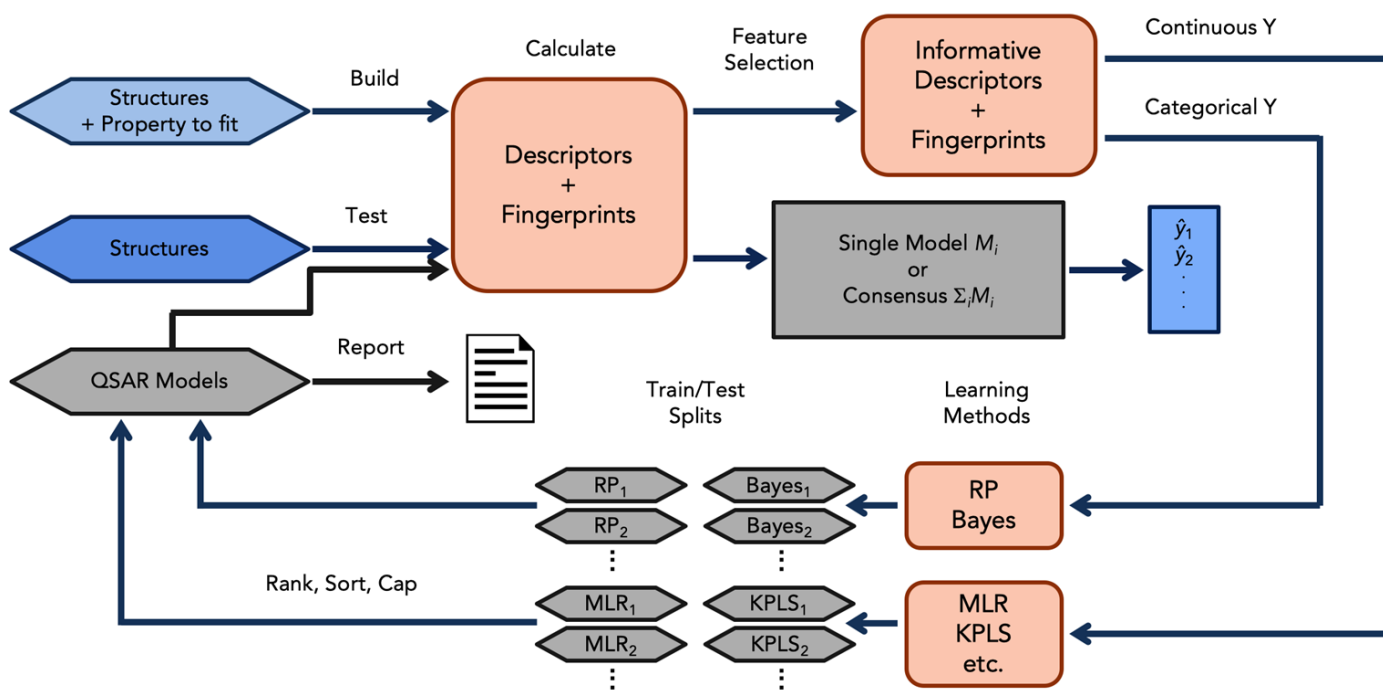 Structures
+ Property to fit
Build
Calculate
Descriptors
+
Fingerprints
Feature
Selection
Informative
Descriptors
+
Fingerprints
Continuous Y
Categorical Y
Structures
Test
Single Model Mᵢ
or
Consensus ΣᵢMᵢ
ŷ₁
ŷ₂
.
.
.
QSAR Models
Report
Train/Test
Splits
Learning
Methods
RP₁
Bayes₁
RP₂
Bayes₂
⋮
⋮
RP
Bayes
Rank, Sort, Cap
MLR₁
KPLS₁
MLR₂
KPLS₂
⋮
⋮
MLR
KPLS
etc.